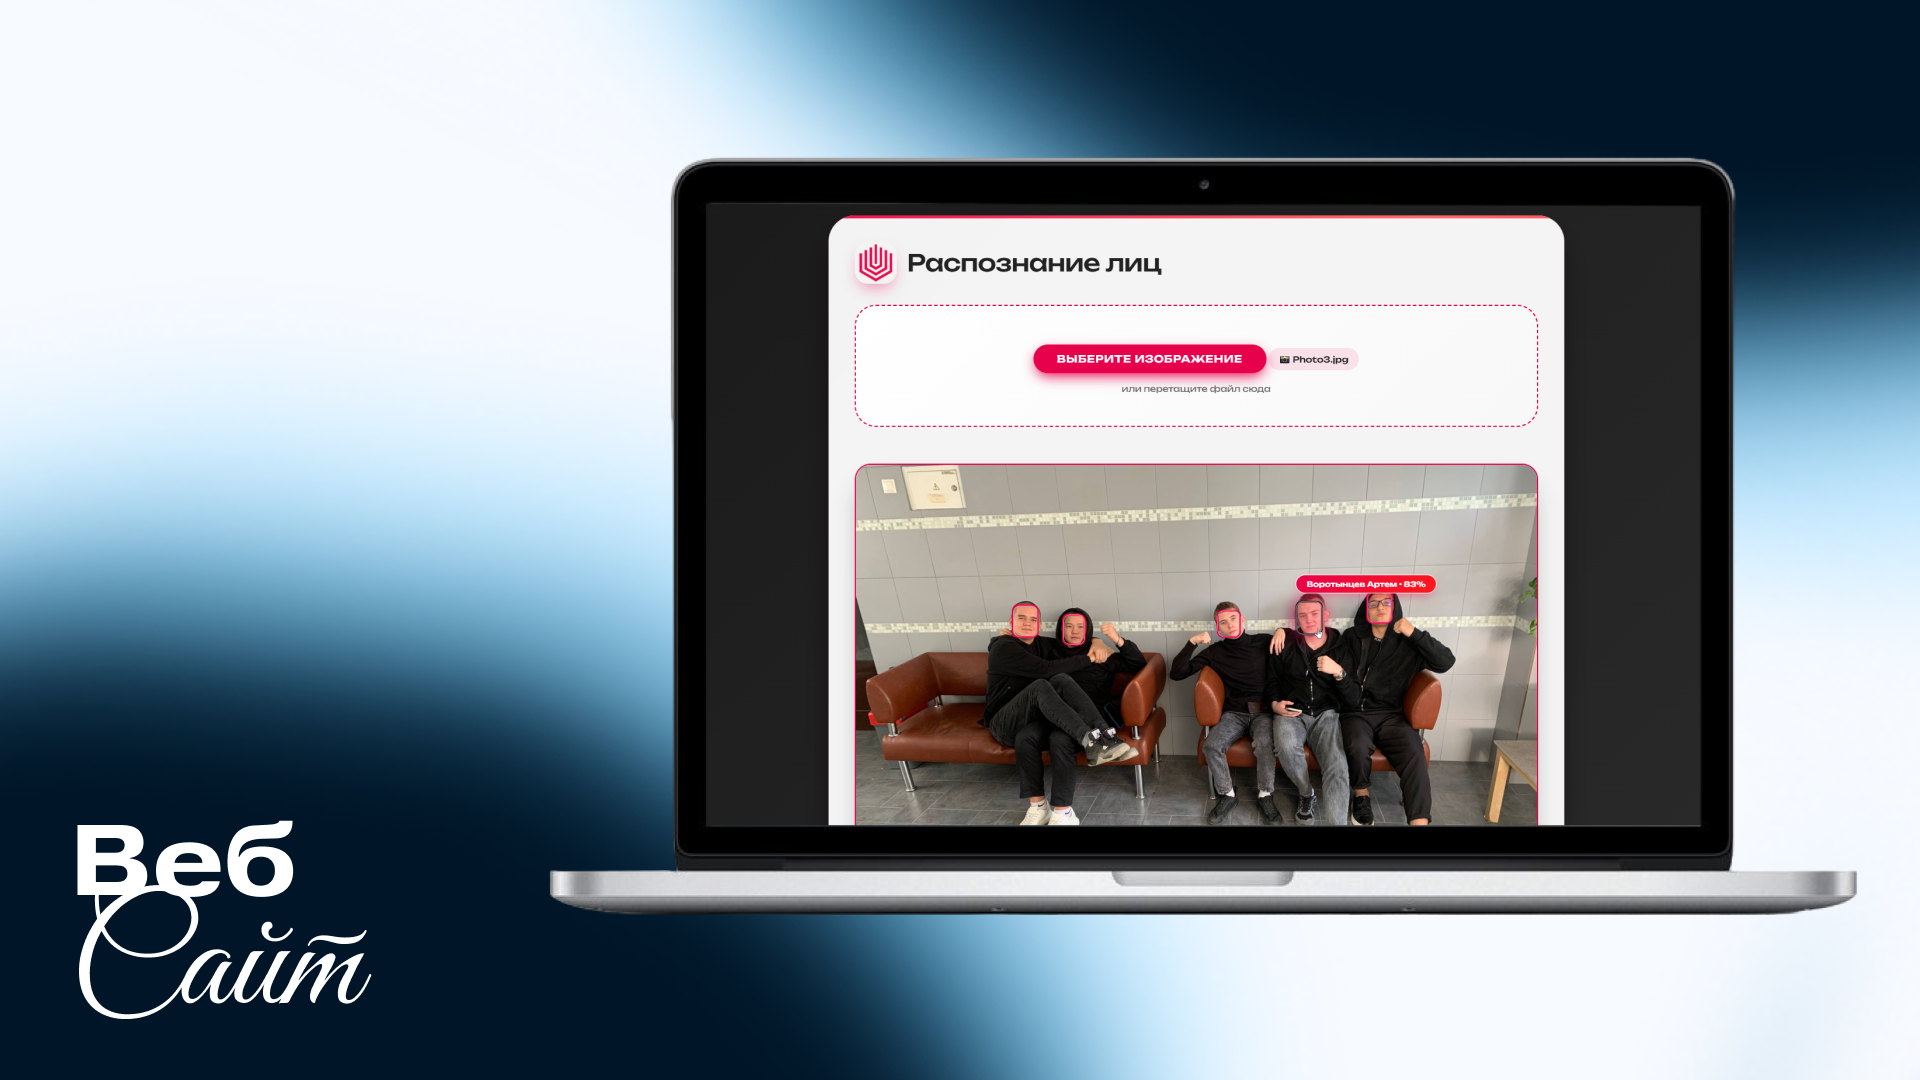 Распознание лиц
ВЫБЕРИТЕ ИЗОБРАЖЕНИЕ
Photo3.jpg
или перетащите файл сюда
Воротынцев Артем • 83%
Веб
Сайт